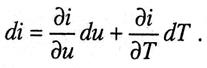 di = ∂i/∂u du + ∂i/∂T dT .